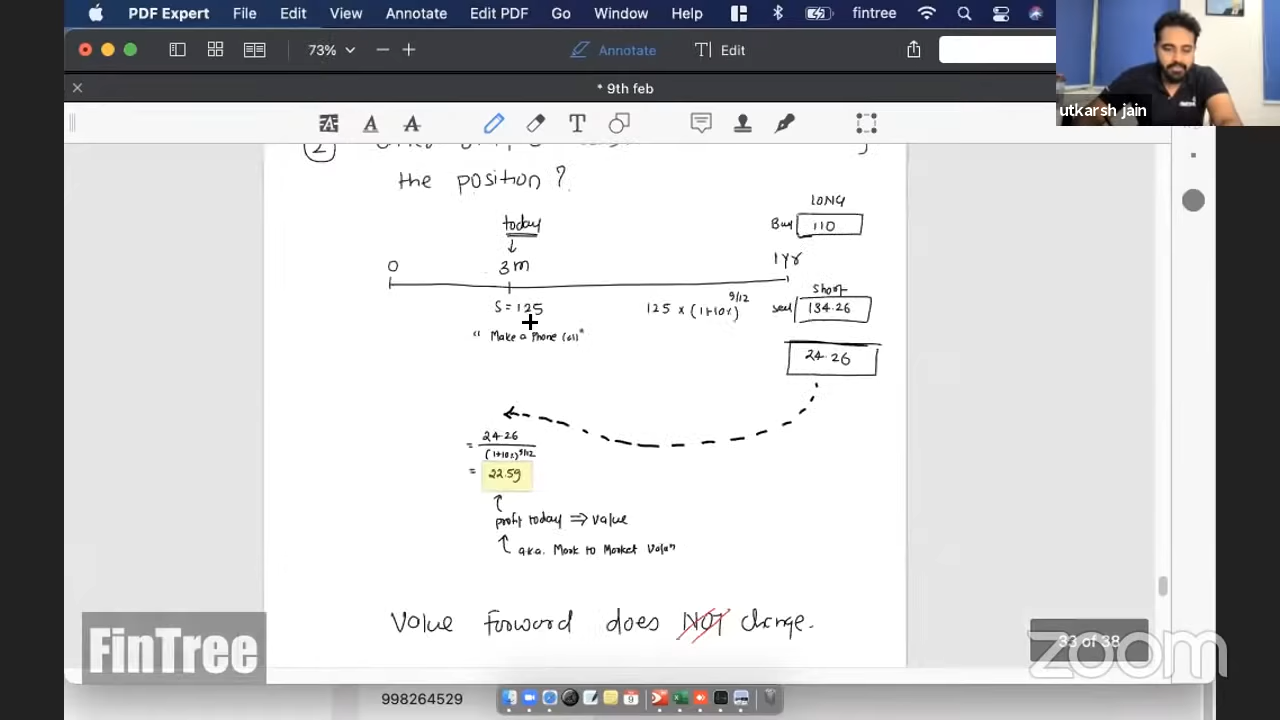 PDF Expert File Edit View Annotate Edit PDF Go Window Help fintree
73% Annotate T Edit
* 9th feb
utkarsh jain
2
the position ?
LONG
today
Buy 110
0 3m 1yr
Short
S = 125 125 x (1+10%)^9/12 sell 134.26
"Make a Phone Call"
24.26
= 24.26
(1+10%)^9/12
= 22.59
profit today ⇒ value
a.k.a. Mark to Market Value
Value forward does NOT change.
FinTree
33 of 38
zoom
998264529